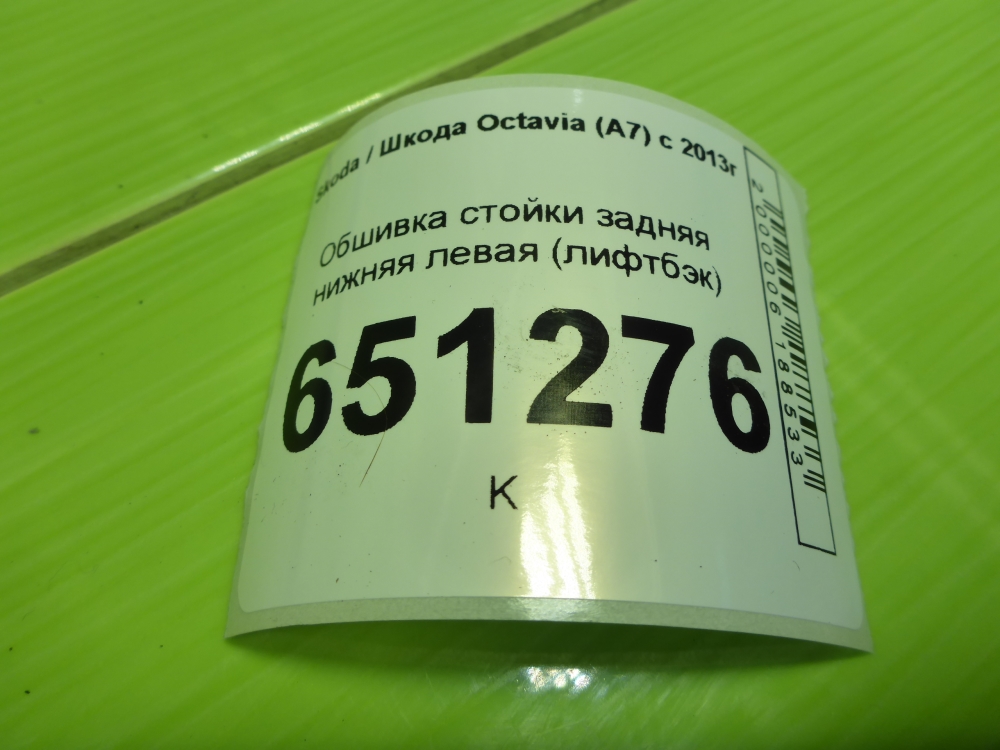 Skoda / Шкода Octavia (A7) с 2013г
Обшивка стойки задняя
нижняя левая (лифтбэк)
651276
К
2000006188533